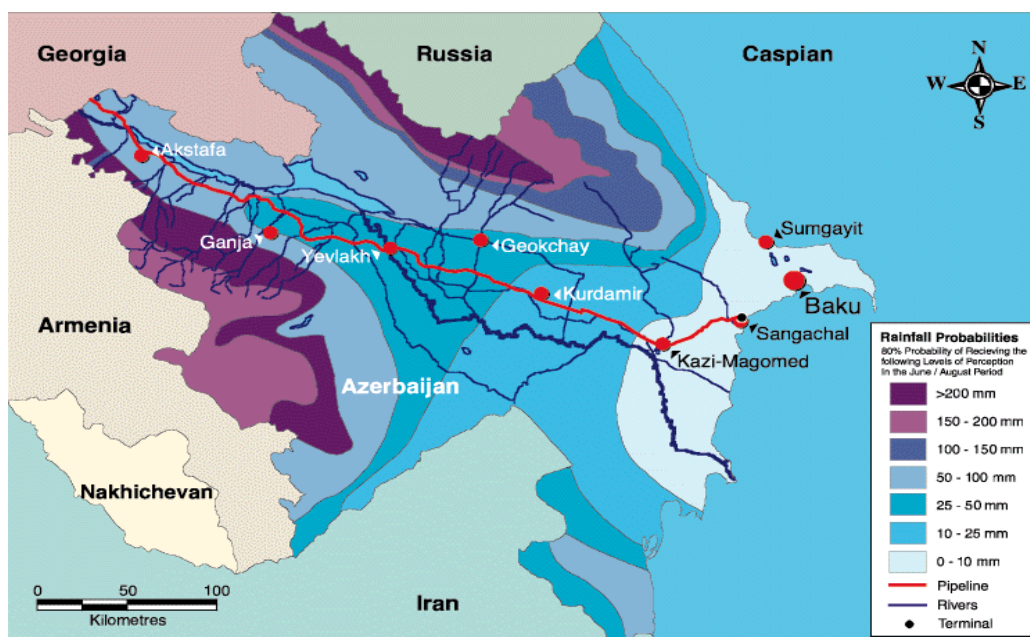 Georgia
Russia
Caspian
N
W E
S
Akstafa
Ganja
Yevlakh
Geokchay
Kurdamir
Sumgayit
Baku
Sangachal
Kazi-Magomed
Armenia
Azerbaijan
Nakhichevan
Iran
0 50 100
Kilometres
Rainfall Probabilities
80% Probability of Recieving the
following Levels of Perception
In the June / August Period
>200 mm
150 - 200 mm
100 - 150 mm
50 - 100 mm
25 - 50 mm
10 - 25 mm
0 - 10 mm
Pipeline
Rivers
Terminal